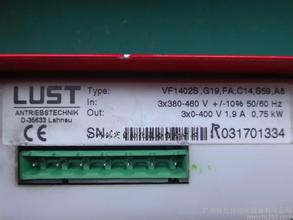 LUST
ANTRIEBSTECHNIK
D-35633 Lahnau
Type: VF1402S ,G19,FA,C14,S59,A8
In: 3x380-460 V +/-10% 50/60 Hz
Out: 3x0-400 V 1,9 A 0,75 kW
CE SN. R031701334